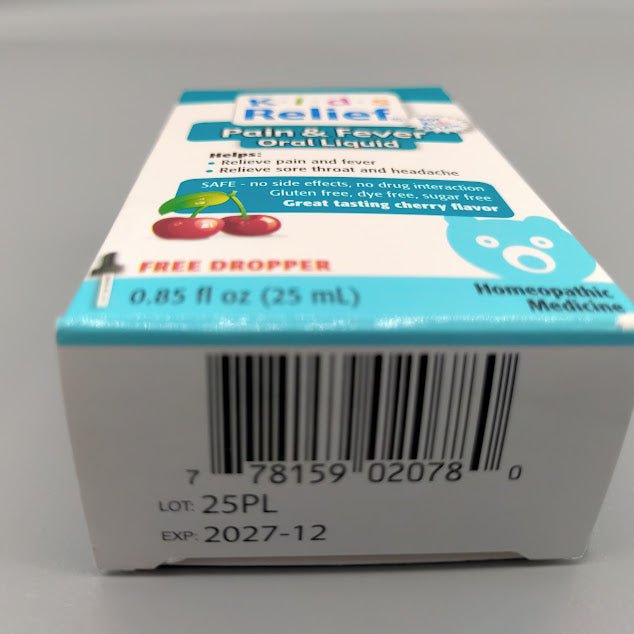 Kids
Relief
Pain & Fever
Oral Liquid
Helps:
• Relieve pain and fever
• Relieve sore throat and headache
SAFE - no side effects, no drug interaction
Gluten free, dye free, sugar free
Great tasting cherry flavor
FREE DROPPER
0.85 fl oz (25 mL)
Homeopathic
Medicine
7 78159 02078 0
LOT: 25PL
EXP: 2027-12